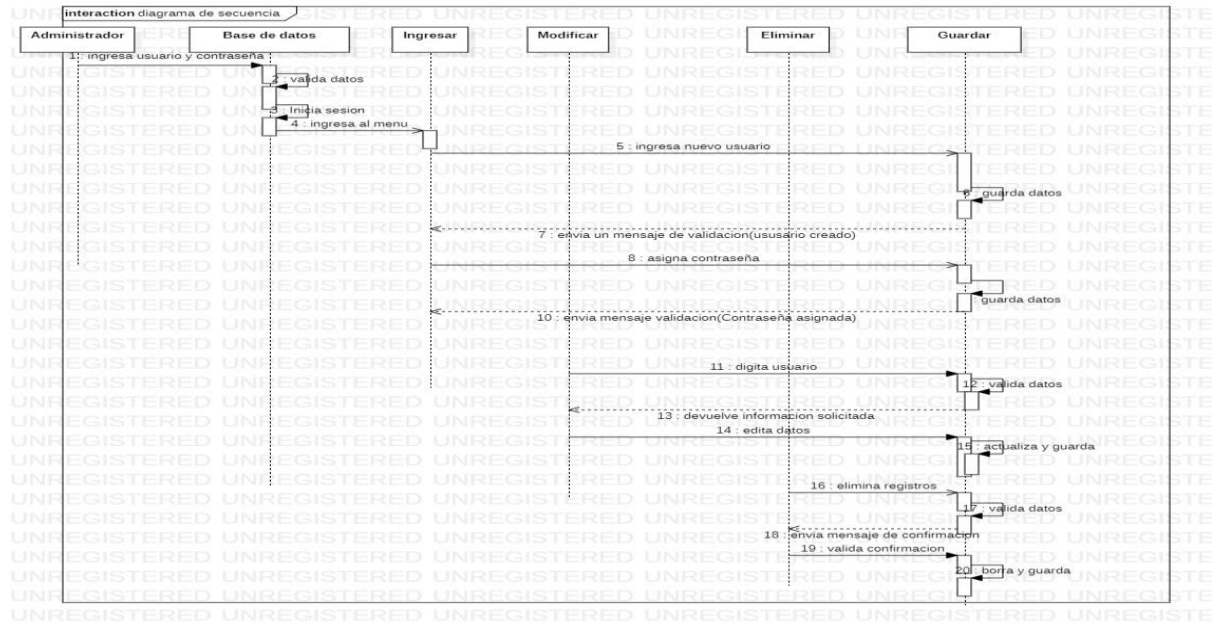 interaction diagrama de secuencia
Administrador
Base de datos
Ingresar
Modificar
Eliminar
Guardar
1 : ingresa usuario y contraseña
2 : valida datos
3 : Inicia sesion
4 : ingresa al menu
5 : ingresa nuevo usuario
6 : guarda datos
7 : envia un mensaje de validacion(ususario creado)
8 : asigna contraseña
guarda datos
10 : envia mensaje validacion(Contraseña asignada)
11 : digita usuario
12 : valida datos
13 : devuelve informacion solicitada
14 : edita datos
15 : actualiza y guarda
16 : elimina registros
17 : valida datos
18 : envia mensaje de confirmacion
19 : valida confirmacion
20 : borra y guarda
UNREGISTERED